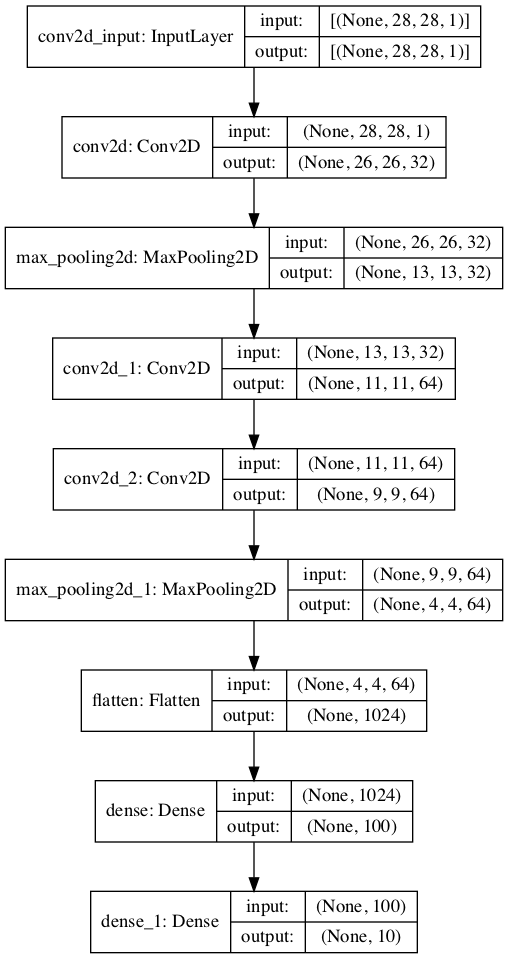 conv2d_input: InputLayer
input:
[(None, 28, 28, 1)]
output:
[(None, 28, 28, 1)]
conv2d: Conv2D
input:
(None, 28, 28, 1)
output:
(None, 26, 26, 32)
max_pooling2d: MaxPooling2D
input:
(None, 26, 26, 32)
output:
(None, 13, 13, 32)
conv2d_1: Conv2D
input:
(None, 13, 13, 32)
output:
(None, 11, 11, 64)
conv2d_2: Conv2D
input:
(None, 11, 11, 64)
output:
(None, 9, 9, 64)
max_pooling2d_1: MaxPooling2D
input:
(None, 9, 9, 64)
output:
(None, 4, 4, 64)
flatten: Flatten
input:
(None, 4, 4, 64)
output:
(None, 1024)
dense: Dense
input:
(None, 1024)
output:
(None, 100)
dense_1: Dense
input:
(None, 100)
output:
(None, 10)